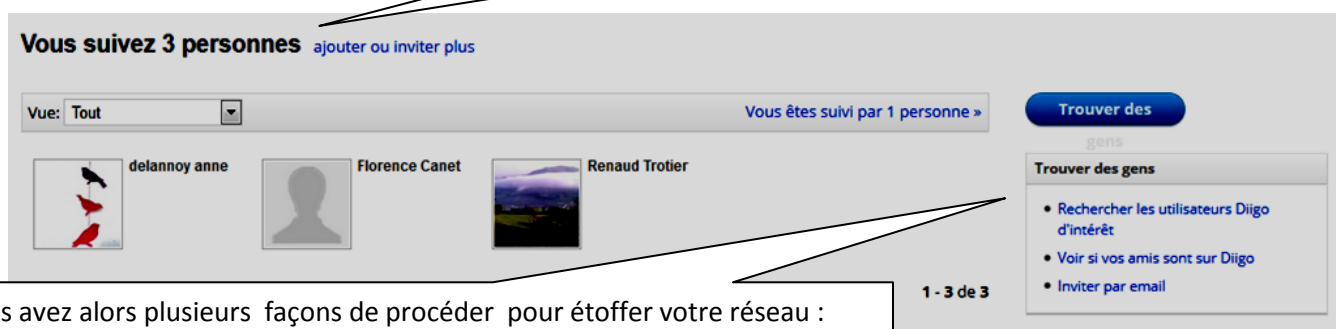 Vous suivez 3 personnes ajouter ou inviter plus
Vue: Tout
Vous êtes suivi par 1 personne »
Trouver des
gens
delannoy anne
Florence Canet
Renaud Trotier
Trouver des gens
• Rechercher les utilisateurs Diigo
d'intérêt
• Voir si vos amis sont sur Diigo
• Inviter par email
1 - 3 de 3
avez alors plusieurs façons de procéder pour étoffer votre réseau :